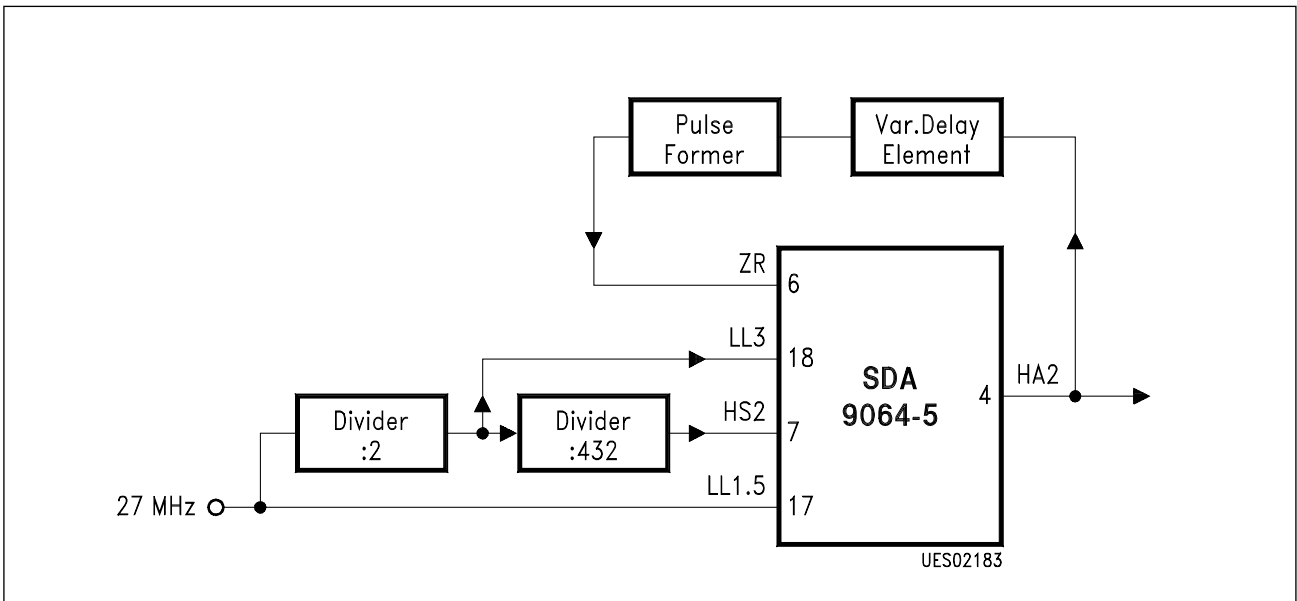 Pulse
Former
Var.Delay
Element
ZR
6
LL3
18
SDA
9064-5
4
HA2
Divider
:2
Divider
:432
HS2
7
LL1.5
17
27 MHz
UES02183